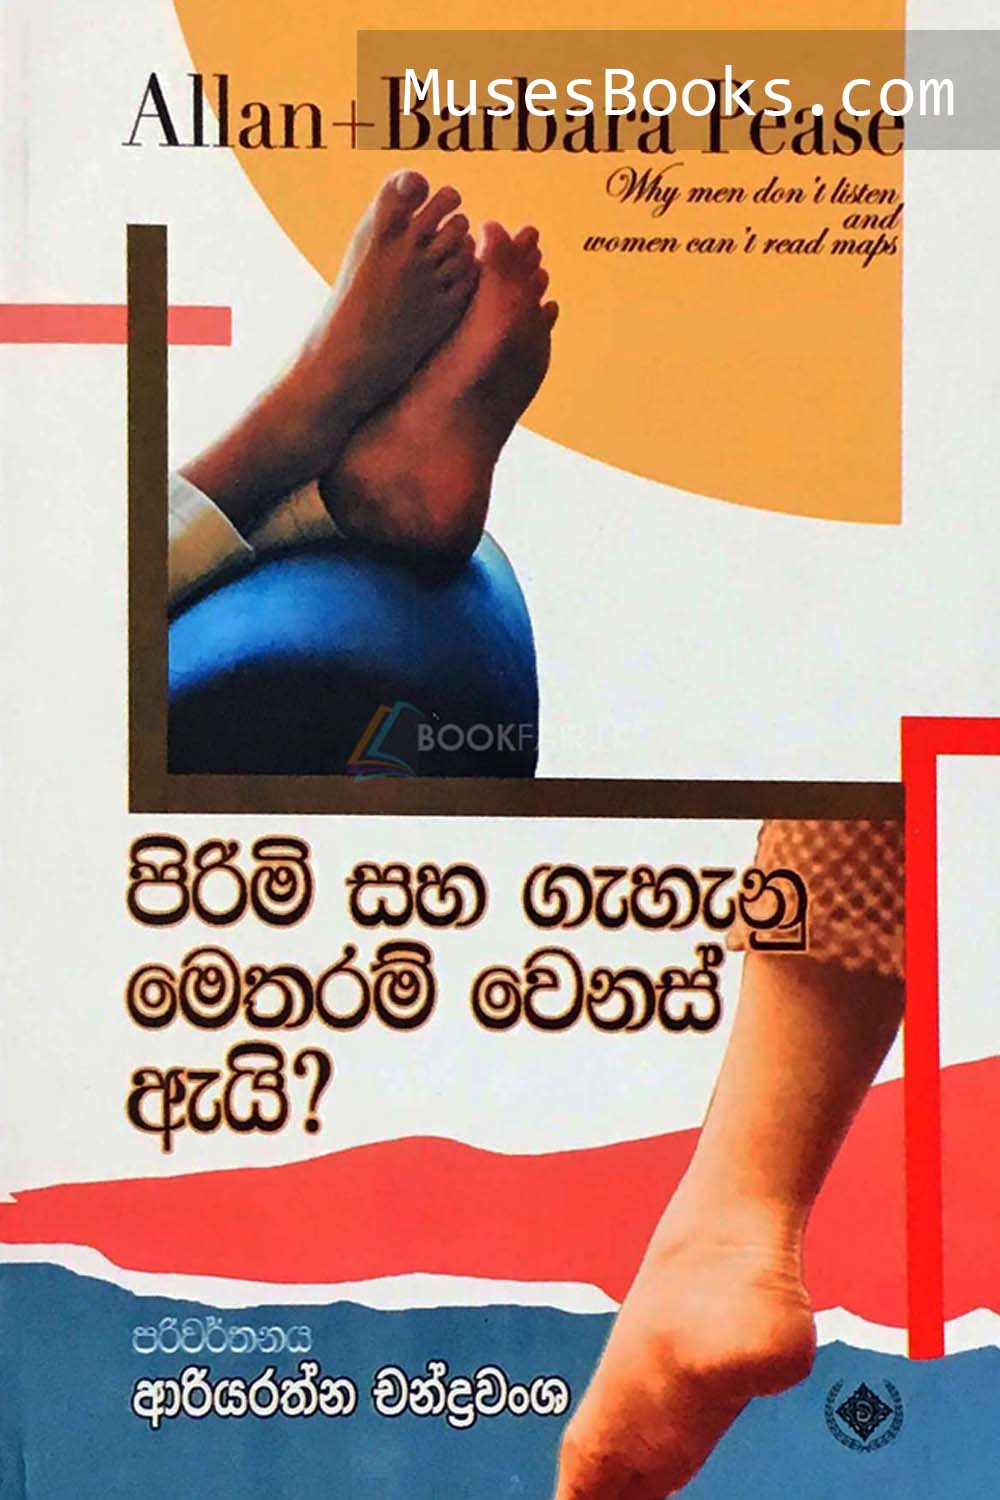 MusesBooks.com
Allan+Barbara Pease
Why men don't listen
and
women can't read maps
BOOKFAIR.LK
පිරිමි සහ ගැහැනු
මෙතරම් වෙනස්
ඇයි?
පරිවර්තනය
ආරියරත්න චන්ද්‍රවංශ